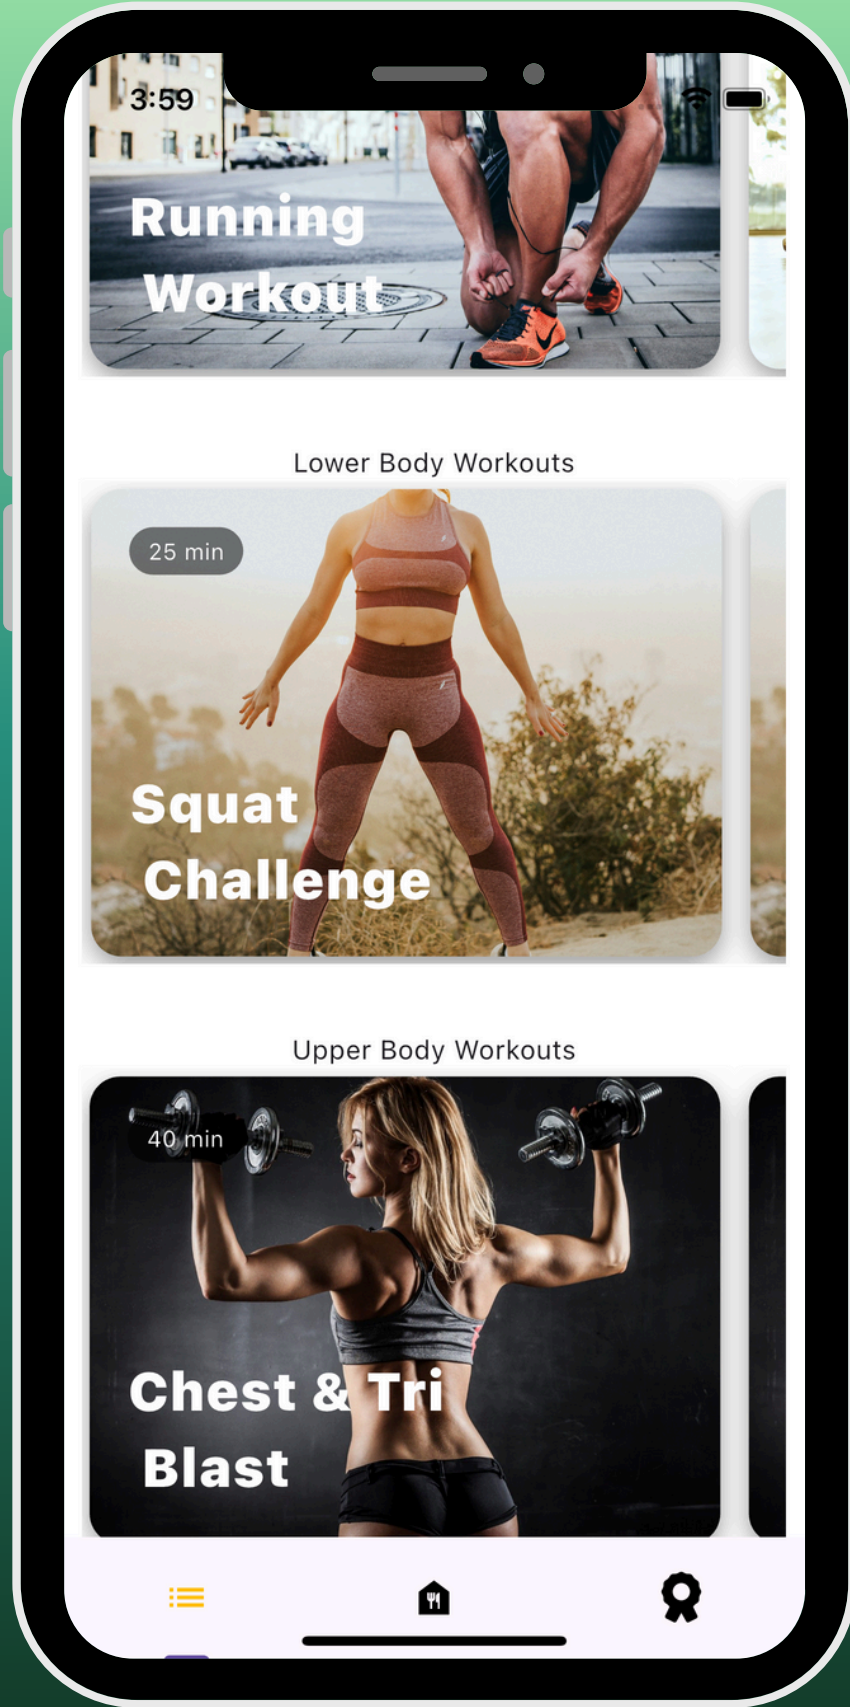 3:59
Running
Workout
Lower Body Workouts
25 min
Squat
Challenge
Upper Body Workouts
40 min
Chest & Tri
Blast